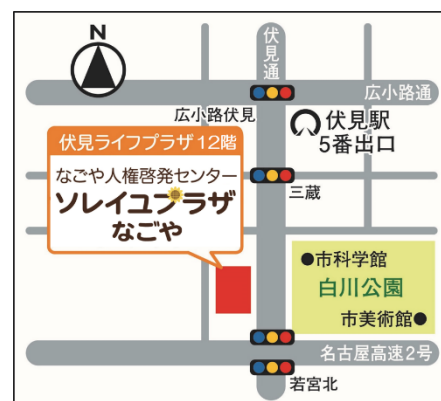 N
伏見通
広小路通
広小路伏見
伏見駅
5番出口
伏見ライフプラザ12階
なごや人権啓発センター
ソレイユプラザ
なごや
三蔵
●市科学館
白川公園
市美術館●
名古屋高速2号
若宮北